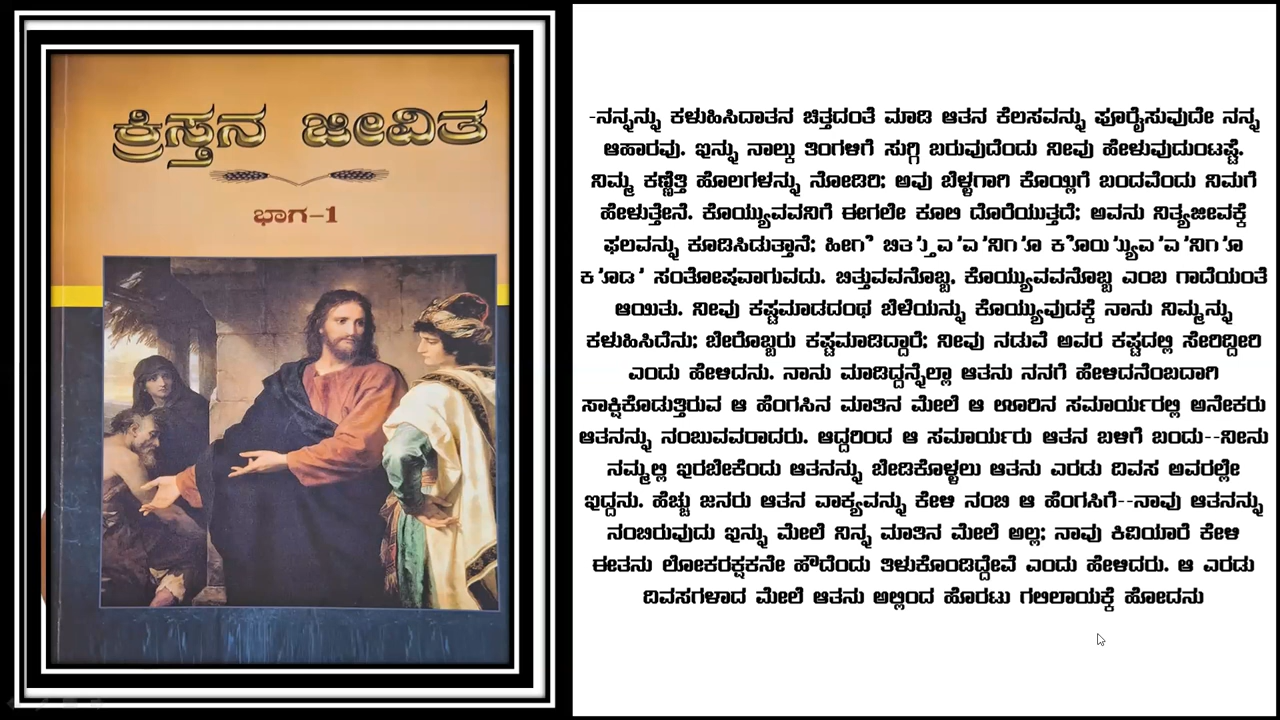 ಕ್ರಿಸ್ತನ ಜೀವಿತ
ಭಾಗ-1
-ನನ್ನನ್ನು ಕಳುಹಿಸಿದಾತನ ಚಿತ್ತದಂತೆ ಮಾಡಿ ಆತನ ಕೆಲಸವನ್ನು ಪೂರೈಸುವುದೇ ನನ್ನ
ಆಹಾರವು. ಇನ್ನು ನಾಲ್ಕು ತಿಂಗಳಿಗೆ ಸುಗ್ಗಿ ಬರುವುದೆಂದು ನೀವು ಹೇಳುವುದುಂಟಷ್ಟೆ.
ನಿಮ್ಮ ಕಣ್ಣೆತ್ತಿ ಹೊಲಗಳನ್ನು ನೋಡಿರಿ; ಅವು ಬೆಳ್ಳಗಾಗಿ ಕೊಯ್ಲಿಗೆ ಬಂದವೆಂದು ನಿಮಗೆ
ಹೇಳುತ್ತೇನೆ. ಕೊಯ್ಯುವವನಿಗೆ ಈಗಲೇ ಕೂಲಿ ದೊರೆಯುತ್ತದೆ; ಅವನು ನಿತ್ಯಜೀವಕ್ಕೆ
ಫಲವನ್ನು ಕೂಡಿಸಿಡುತ್ತಾನೆ; ಹೀಗೆ ಬಿತ್ತುವವನಿಗೂ ಕೊಯ್ಯುವವನಿಗೂ
ಕೂಡ ಸಂತೋಷವಾಗುವದು. ಬಿತ್ತುವವನೊಬ್ಬ, ಕೊಯ್ಯುವವನೊಬ್ಬ ಎಂಬ ಗಾದೆಯಂತೆ
ಆಯಿತು. ನೀವು ಕಷ್ಟಮಾಡದಂಥ ಬೆಳೆಯನ್ನು ಕೊಯ್ಯುವುದಕ್ಕೆ ನಾನು ನಿಮ್ಮನ್ನು
ಕಳುಹಿಸಿದೆನು; ಬೇರೊಬ್ಬರು ಕಷ್ಟಮಾಡಿದ್ದಾರೆ; ನೀವು ನಡುವೆ ಅವರ ಕಷ್ಟದಲ್ಲಿ ಸೇರಿದ್ದೀರಿ
ಎಂದು ಹೇಳಿದನು. ನಾನು ಮಾಡಿದ್ದನ್ನೆಲ್ಲಾ ಆತನು ನನಗೆ ಹೇಳಿದನೆಂಬದಾಗಿ
ಸಾಕ್ಷಿಕೊಡುತ್ತಿರುವ ಆ ಹೆಂಗಸಿನ ಮಾತಿನ ಮೇಲೆ ಆ ಊರಿನ ಸಮಾರ್ಯರಲ್ಲಿ ಅನೇಕರು
ಆತನನ್ನು ನಂಬುವವರಾದರು. ಆದ್ದರಿಂದ ಆ ಸಮಾರ್ಯರು ಆತನ ಬಳಿಗೆ ಬಂದು--ನೀನು
ನಮ್ಮಲ್ಲಿ ಇರಬೇಕೆಂದು ಆತನನ್ನು ಬೇಡಿಕೊಳ್ಳಲು ಆತನು ಎರಡು ದಿವಸ ಅವರಲ್ಲೇ
ಇದ್ದನು. ಹೆಚ್ಚು ಜನರು ಆತನ ವಾಕ್ಯವನ್ನು ಕೇಳಿ ನಂಬಿ ಆ ಹೆಂಗಸಿಗೆ--ನಾವು ಆತನನ್ನು
ನಂಬಿರುವುದು ಇನ್ನು ಮೇಲೆ ನಿನ್ನ ಮಾತಿನ ಮೇಲೆ ಅಲ್ಲ; ನಾವು ಕಿವಿಯಾರೆ ಕೇಳಿ
ಈತನು ಲೋಕರಕ್ಷಕನೇ ಹೌದೆಂದು ತಿಳುಕೊಂಡಿದ್ದೇವೆ ಎಂದು ಹೇಳಿದರು. ಆ ಎರಡು
ದಿವಸಗಳಾದ ಮೇಲೆ ಆತನು ಅಲ್ಲಿಂದ ಹೊರಟು ಗಲಿಲಾಯಕ್ಕೆ ಹೋದನು